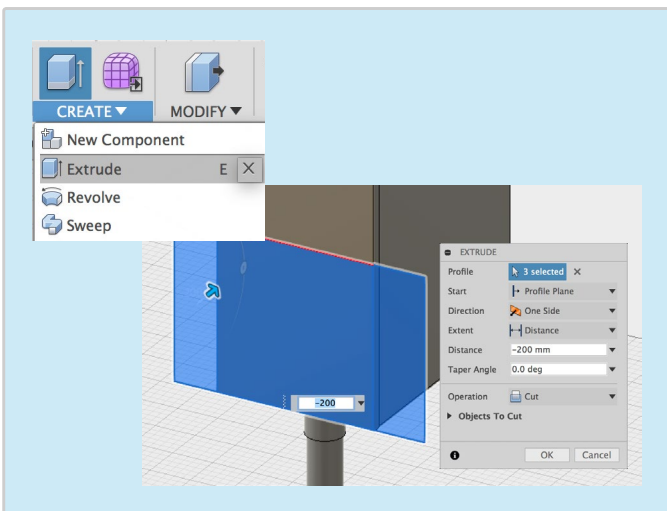 CREATE ▼ MODIFY ▼
New Component
Extrude E
Revolve
Sweep
EXTRUDE
Profile 3 selected
Start Profile Plane
Direction One Side
Extent Distance
Distance -200 mm
Taper Angle 0.0 deg
Operation Cut
Objects To Cut
OK Cancel
-200